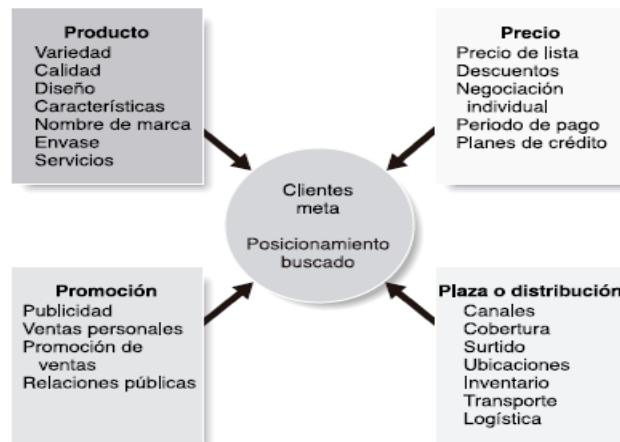 Producto
Variedad
Calidad
Diseño
Características
Nombre de marca
Envase
Servicios
Precio
Precio de lista
Descuentos
Negociación
individual
Periodo de pago
Planes de crédito
Clientes
meta
Posicionamiento
buscado
Promoción
Publicidad
Ventas personales
Promoción de
ventas
Relaciones públicas
Plaza o distribución
Canales
Cobertura
Surtido
Ubicaciones
Inventario
Transporte
Logística